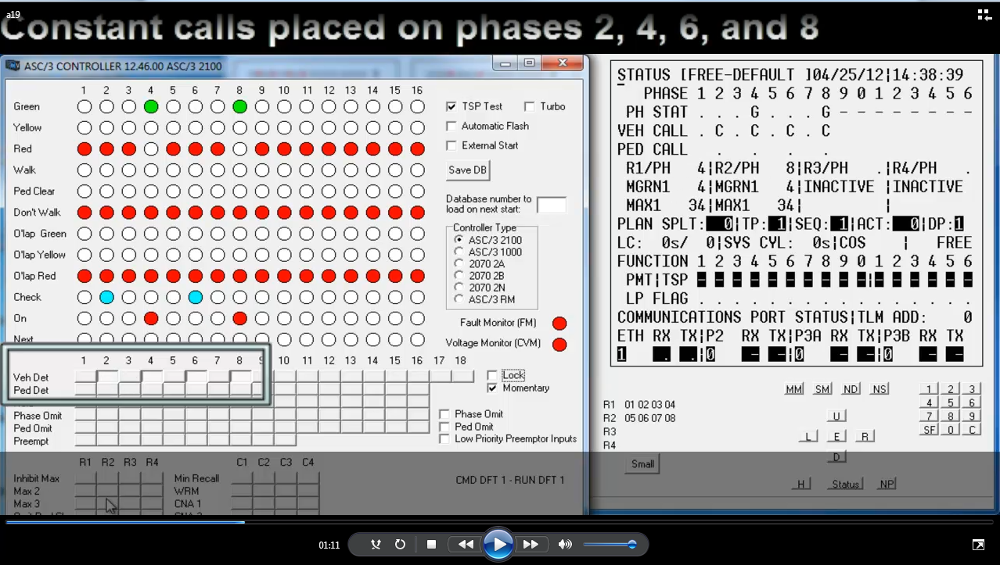 a19
Constant calls placed on phases 2, 4, 6, and 8
ASC/3 CONTROLLER 12.46.00 ASC/3 2100
1 2 3 4 5 6 7 8 9 10 11 12 13 14 15 16
Green
Yellow
Red
Walk
Ped Clear
Don't Walk
O'lap Green
O'lap Yellow
O'lap Red
Check
On
Next
TSP Test
Turbo
Automatic Flash
External Start
Save DB
Database number to
load on next start:
Controller Type
ASC/3 2100
ASC/3 1000
2070 2A
2070 2B
2070 2N
ASC/3 RM
Fault Monitor (FM)
Voltage Monitor (CVM)
1 2 3 4 5 6 7 8 9 10 11 12 13 14 15 16 17 18
Veh Det
Ped Det
Lock
Momentary
Phase Omit
Ped Omit
Preempt
Phase Omit
Ped Omit
Low Priority Preemptor Inputs
R1 R2 R3 R4
C1 C2 C3 C4
Inhibit Max
Max 2
Max 3
Min Recall
WRM
CNA 1
CMD DFT 1 - RUN DFT 1
STATUS [FREE-DEFAULT ]04/25/12|14:38:39
PHASE 1 2 3 4 5 6 7 8 9 0 1 2 3 4 5 6
PH STAT . . . G . . . G - - - - - - - -
VEH CALL . C . C . C . C
PED CALL . . . .
R1/PH 4|R2/PH 8|R3/PH .|R4/PH .
MGRN1 4|MGRN1 4|INACTIVE |INACTIVE
MAX1 34|MAX1 34| |
PLAN SPLT: 0|TP: 1|SEQ: 1|ACT: 0|DP:1
LC: 0s/ 0|SYS CYL: 0s|COS | FREE
FUNCTION 1 2 3 4 5 6 7 8 9 0 1 2 3 4 5 6
PMT|TSP - - - - - - - - - -|- - - - - -
LP FLAG . . . . . . . . . . . . . . . .
COMMUNICATIONS PORT STATUS|TLM ADD: 0
ETH RX TX|P2 RX TX|P3A RX TX|P3B RX TX
1 . .|0 - -|0 - -|0 - -
R1 01 02 03 04
R2 05 06 07 08
R3
R4
Small
MM SM ND NS
U
L E R
D
H Status NP
1 2 3
4 5 6
7 8 9
SF 0 C
01:11